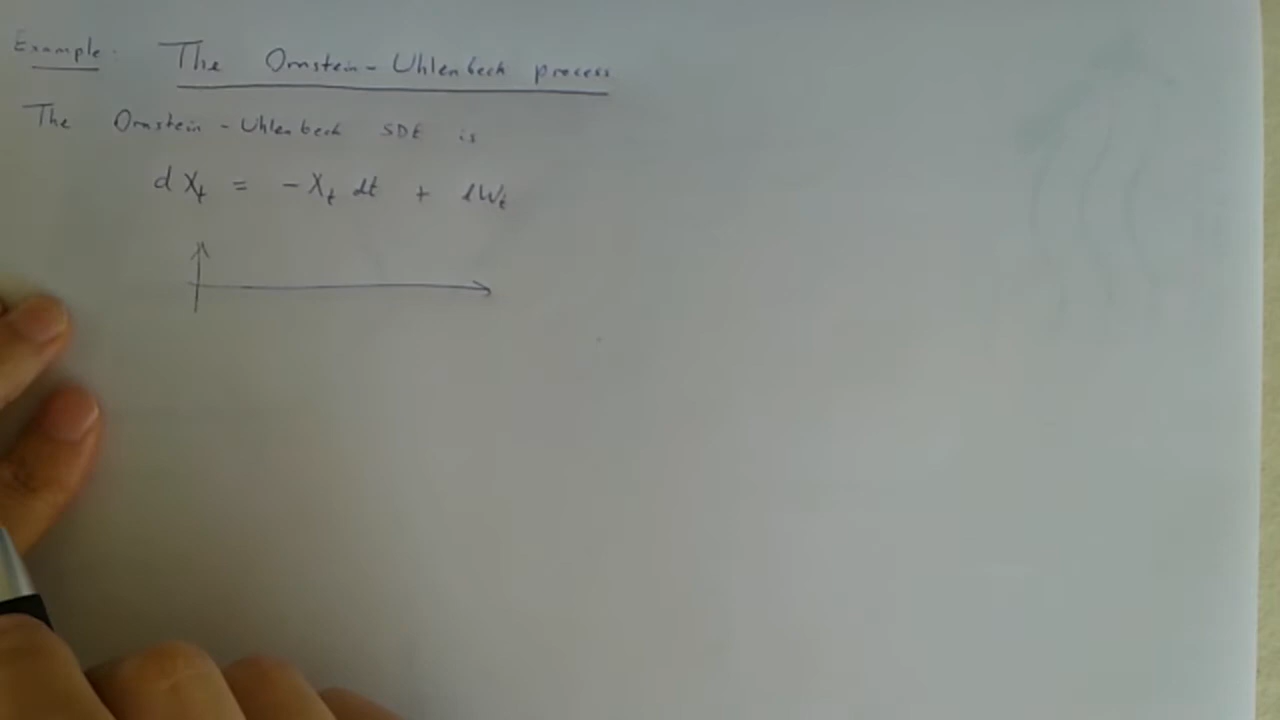 Example: The Ornstein-Uhlenbeck process
The Ornstein-Uhlenbeck SDE is
dX_t = -X_t dt + dW_t